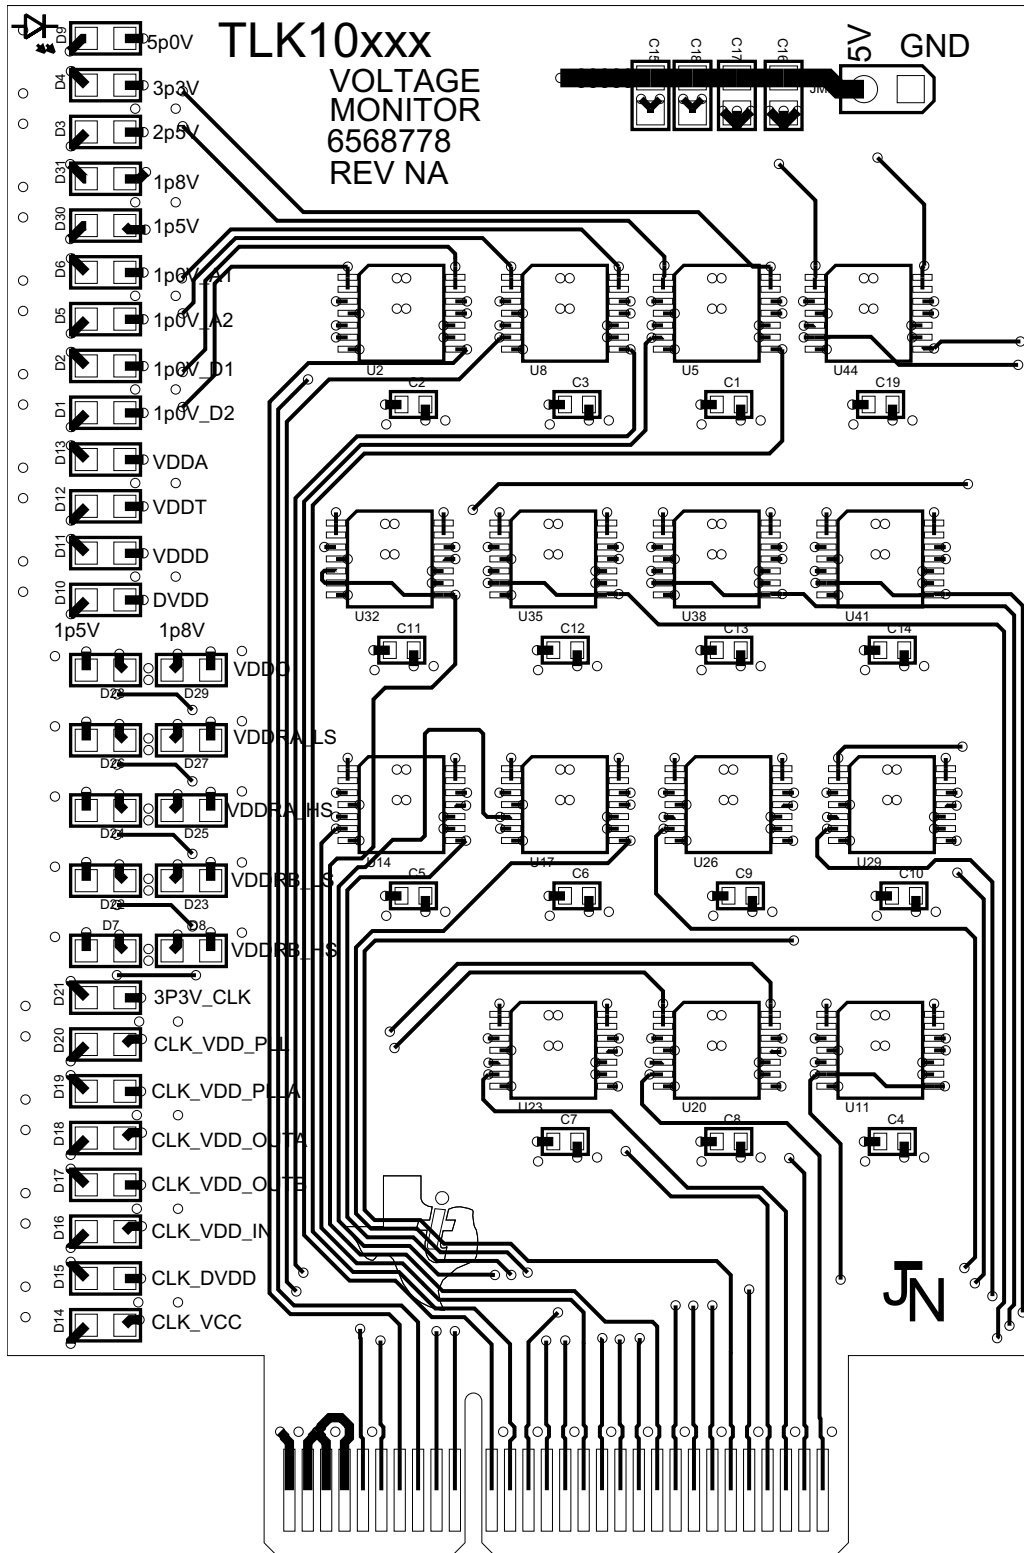 D9 5p0V
TLK10xxx
VOLTAGE
MONITOR
6568778
REV NA
C15 C18 C17 C16
5V GND
D4 3p3V
D3 2p5V
D31 1p8V
D30 1p5V
D6 1p0V_A1
D5 1p0V_A2
D2 1p0V_D1
D1 1p0V_D2
U2 U8 U5 U44
C2 C3 C1 C19
D13 VDDA
D12 VDDT
D11 VDDD
D10 DVDD
U32 U35 U38 U41
C11 C12 C13 C14
1p5V 1p8V
VDDO
D28 D29
VDDRA_LS
D26 D27
VDDRA_HS
D24 D25
VDDRB_LS
D22 D23
D7 D8
VDDRB_HS
U14 U17 U26 U29
C5 C6 C9 C10
D21 3P3V_CLK
D20 CLK_VDD_PLL
D19 CLK_VDD_PLLA
D18 CLK_VDD_OUTA
D17 CLK_VDD_OUTB
D16 CLK_VDD_IN
D15 CLK_DVDD
D14 CLK_VCC
U23 U20 U11
C7 C8 C4
JN